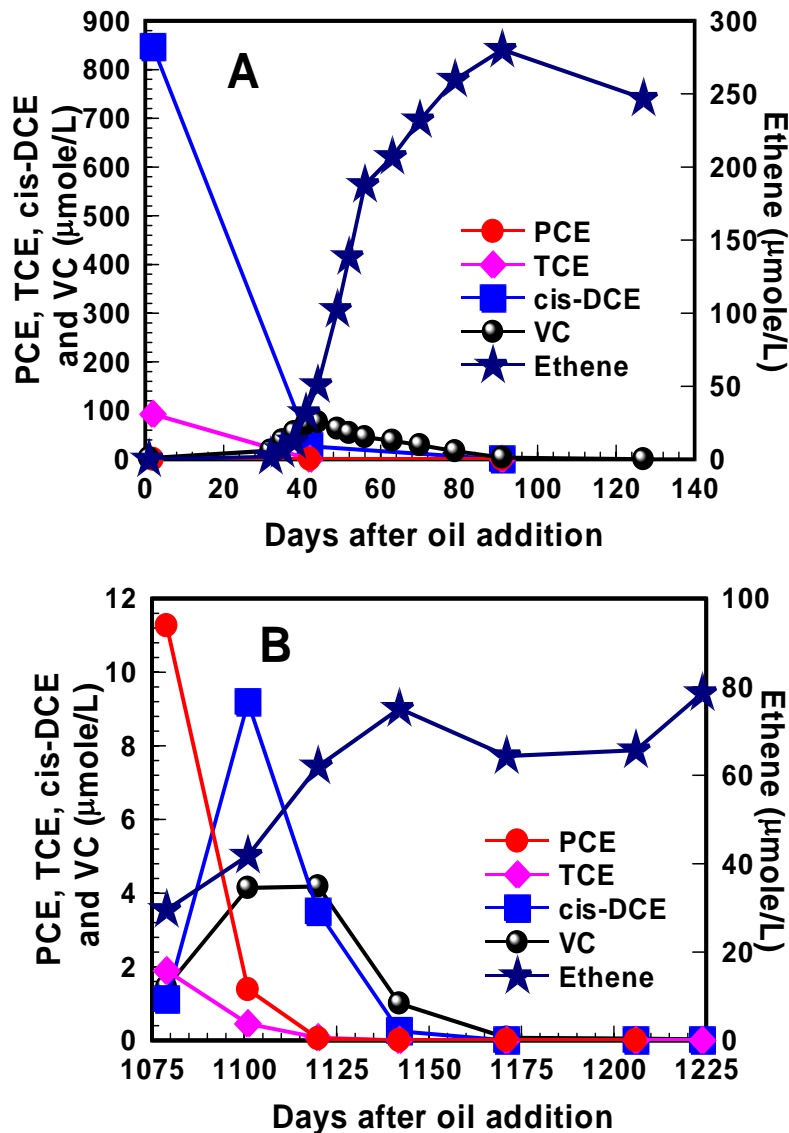 A
900
800
700
600
500
400
300
200
100
0
PCE, TCE, cis-DCE
and VC (μmole/L)
300
250
200
150
100
50
0
Ethene (μmole/L)
PCE
TCE
cis-DCE
VC
Ethene
0 20 40 60 80 100 120 140
Days after oil addition
B
12
10
8
6
4
2
0
PCE, TCE, cis-DCE
and VC (μmole/L)
100
80
60
40
20
0
Ethene (μmole/L)
PCE
TCE
cis-DCE
VC
Ethene
1075 1100 1125 1150 1175 1200 1225
Days after oil addition